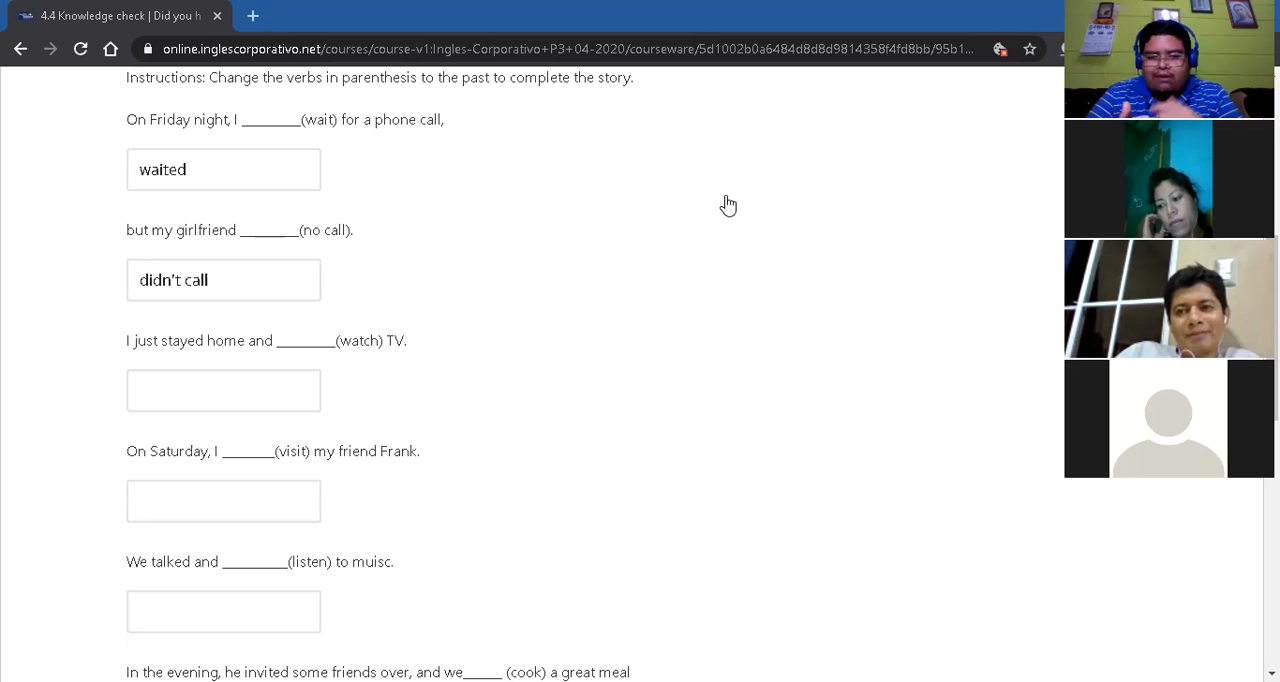 4.4 Knowledge check | Did you h
online.inglescorporativo.net/courses/course-v1:Ingles-Corporativo+P3+04-2020/courseware/5d1002b0a6484d8d8d9814358f4fd8bb/95b1...
Instructions: Change the verbs in parenthesis to the past to complete the story.
On Friday night, I ________(wait) for a phone call,
waited
but my girlfriend ________(no call).
didn't call
I just stayed home and ________(watch) TV.
On Saturday, I _______(visit) my friend Frank.
We talked and _________(listen) to muisc.
In the evening, he invited some friends over, and we_____ (cook) a great meal